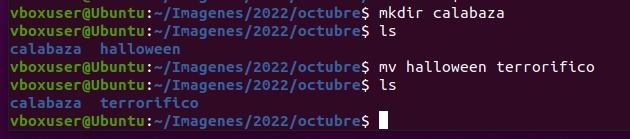 vboxuser@Ubuntu:~/Imagenes/2022/octubre$ mkdir calabaza
vboxuser@Ubuntu:~/Imagenes/2022/octubre$ ls
calabaza  halloween
vboxuser@Ubuntu:~/Imagenes/2022/octubre$ mv halloween terrorifico
vboxuser@Ubuntu:~/Imagenes/2022/octubre$ ls
calabaza  terrorifico
vboxuser@Ubuntu:~/Imagenes/2022/octubre$